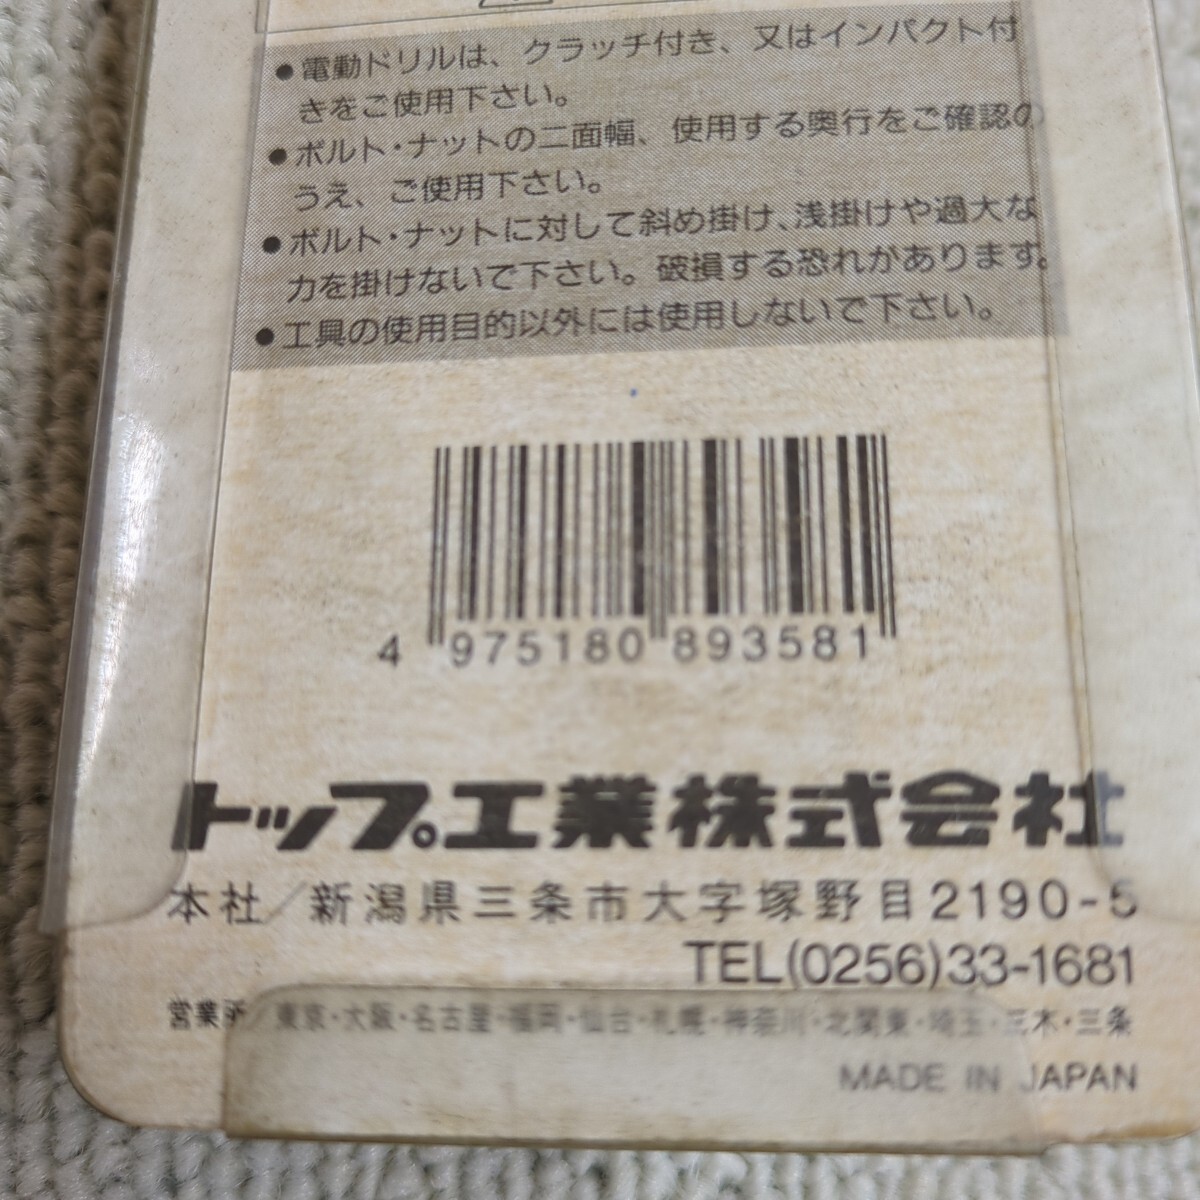 ●電動ドリルは、クラッチ付き、又はインパクト付
きをご使用下さい。
●ボルト・ナットの二面幅、使用する奥行をご確認の
うえ、ご使用下さい。
●ボルト・ナットに対して斜め掛け、浅掛けや過大な
力を掛けないで下さい。破損する恐れがあります。
●工具の使用目的以外には使用しないで下さい。
4 975180 893581
トップ工業株式会社
本社/新潟県三条市大字塚野目2190-5
TEL(0256)33-1681
営業所/東京・大阪・名古屋・福岡・仙台・札幌・神奈川・北関東・埼玉・三木・三条
MADE IN JAPAN